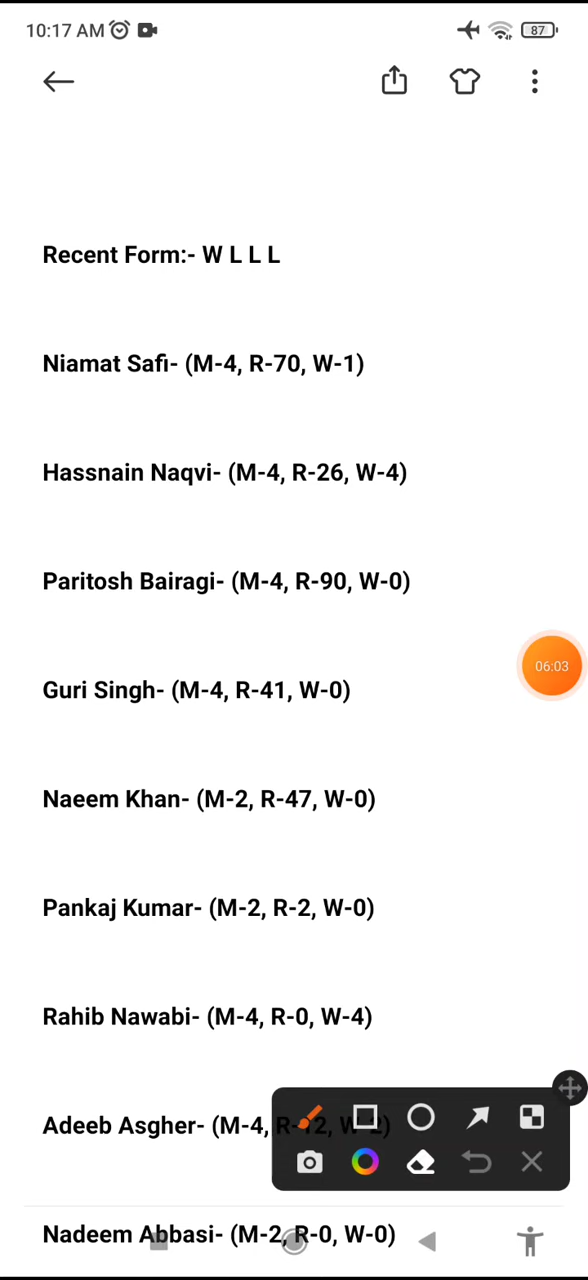 10:17 AM
87
Recent Form:- W L L L
Niamat Safi- (M-4, R-70, W-1)
Hassnain Naqvi- (M-4, R-26, W-4)
Paritosh Bairagi- (M-4, R-90, W-0)
06:03
Guri Singh- (M-4, R-41, W-0)
Naeem Khan- (M-2, R-47, W-0)
Pankaj Kumar- (M-2, R-2, W-0)
Rahib Nawabi- (M-4, R-0, W-4)
Adeeb Asgher- (M-4, R-12, W-2)
Nadeem Abbasi- (M-2, R-0, W-0)